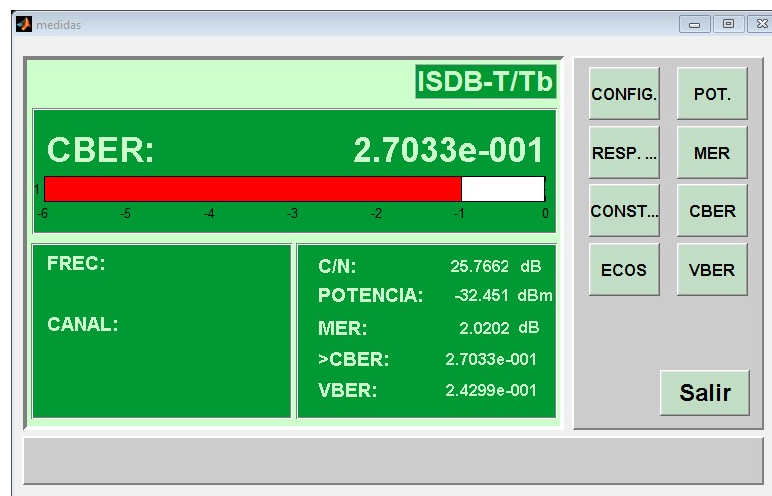 medidas
ISDB-T/Tb
CBER: 2.7033e-001
1
-6 -5 -4 -3 -2 -1 0
FREC:
CANAL:
C/N: 25.7662 dB
POTENCIA: -32.451 dBm
MER: 2.0202 dB
>CBER: 2.7033e-001
VBER: 2.4299e-001
CONFIG. POT.
RESP. ... MER
CONST... CBER
ECOS VBER
Salir